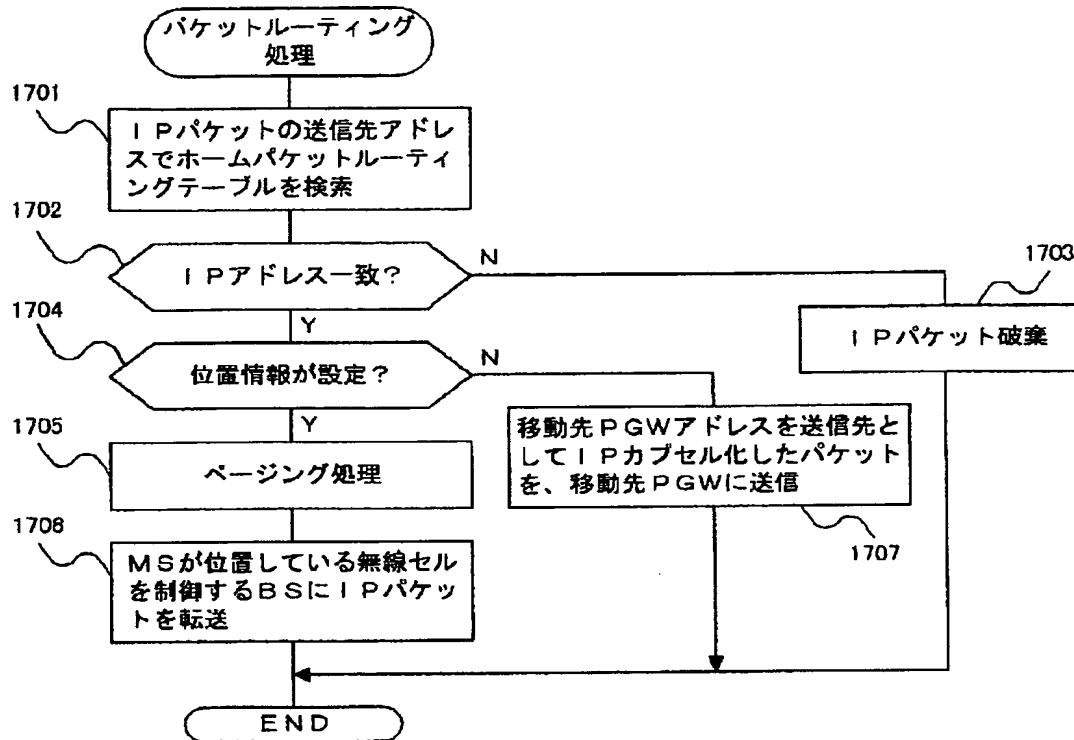 パケットルーティング
処理
1701
IPパケットの送信先アドレ
スでホームパケットルーティ
ングテーブルを検索
1702
IPアドレス一致?
N
Y
1703
IPパケット破棄
1704
位置情報が設定?
N
Y
1705
ページング処理
移動先PGWアドレスを送信先と
してIPカプセル化したパケット
を、移動先PGWに送信
1707
1706
MSが位置している無線セル
を制御するBSにIPパケッ
トを転送
END